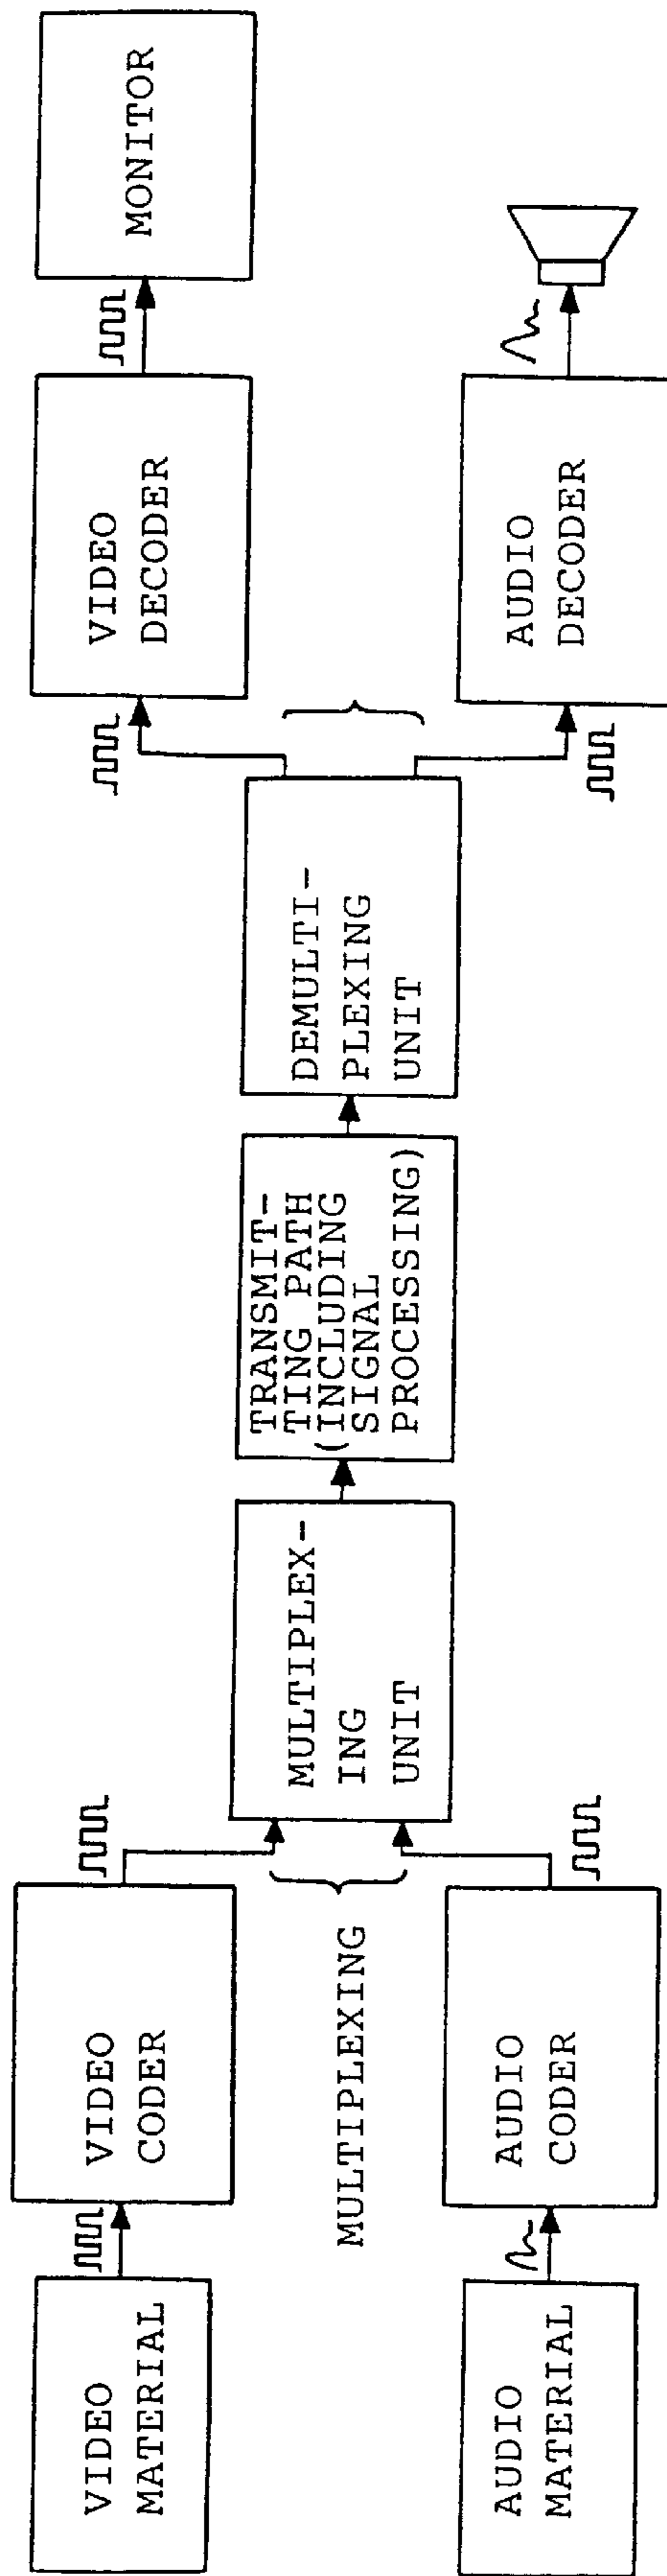 VIDEO
MATERIAL
VIDEO
CODER
AUDIO
MATERIAL
AUDIO
CODER
MULTIPLEXING
MULTIPLEX-
ING
UNIT
TRANSMIT-
TING PATH
(INCLUDING
SIGNAL
PROCESSING)
DEMULTI-
PLEXING
UNIT
VIDEO
DECODER
MONITOR
AUDIO
DECODER